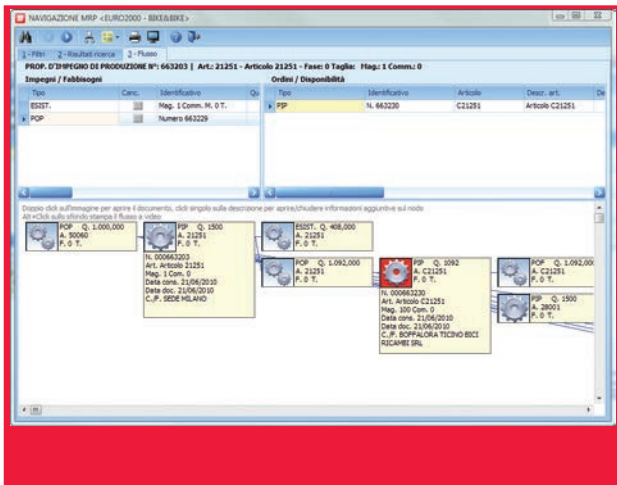 NAVIGAZIONE MRP <EURO2000 - BIKE&BIKE>
1 - Filtri 2 - Risultati ricerca 3 - Flusso
PROP. D'IMPEGNO DI PRODUZIONE N°: 663203 | Art.: 21251 - Articolo 21251 - Fase: 0 Taglia: Mag.: 1 Comm.: 0
Impegni / Fabbisogni Ordini / Disponibilità
Tipo Canc. Identificativo Qu Tipo Identificativo Articolo Descr. art. De
ESIST. Mag. 1 Comm. M. 0 T. PIP N. 663230 C21251 Articolo C21251
POP Numero 663229
Doppio click sull'immagine per aprire il documento, click singolo sulla descrizione per aprire/chiudere informazioni aggiuntive sul nodo
Alt+Click sullo sfondo stampa il flusso a video
POP Q. 1.000,000
A. 50060
F. 0 T.
PIP Q. 1500
A. 21251
F. 0 T.
N. 000663203
Art. Articolo 21251
Mag. 1 Com. 0
Data cons. 21/06/2010
Data doc. 21/06/2010
C./F. SEDE MILANO
ESIST. Q. 408,000
A. 21251
F. 0 T.
POP Q. 1.092,000
A. 21251
F. 0 T.
PIP Q. 1092
A. C21251
F. 0 T.
N. 000663230
Art. Articolo C21251
Mag. 100 Com. 0
Data cons. 21/06/2010
Data doc. 21/06/2010
C./F. BOFFALORA TICINO BICI
RICAMBI SRL
POF Q. 1.092,000
A. C21251
F. 0 T.
PIP Q. 1500
A. 28001
F. 0 T.